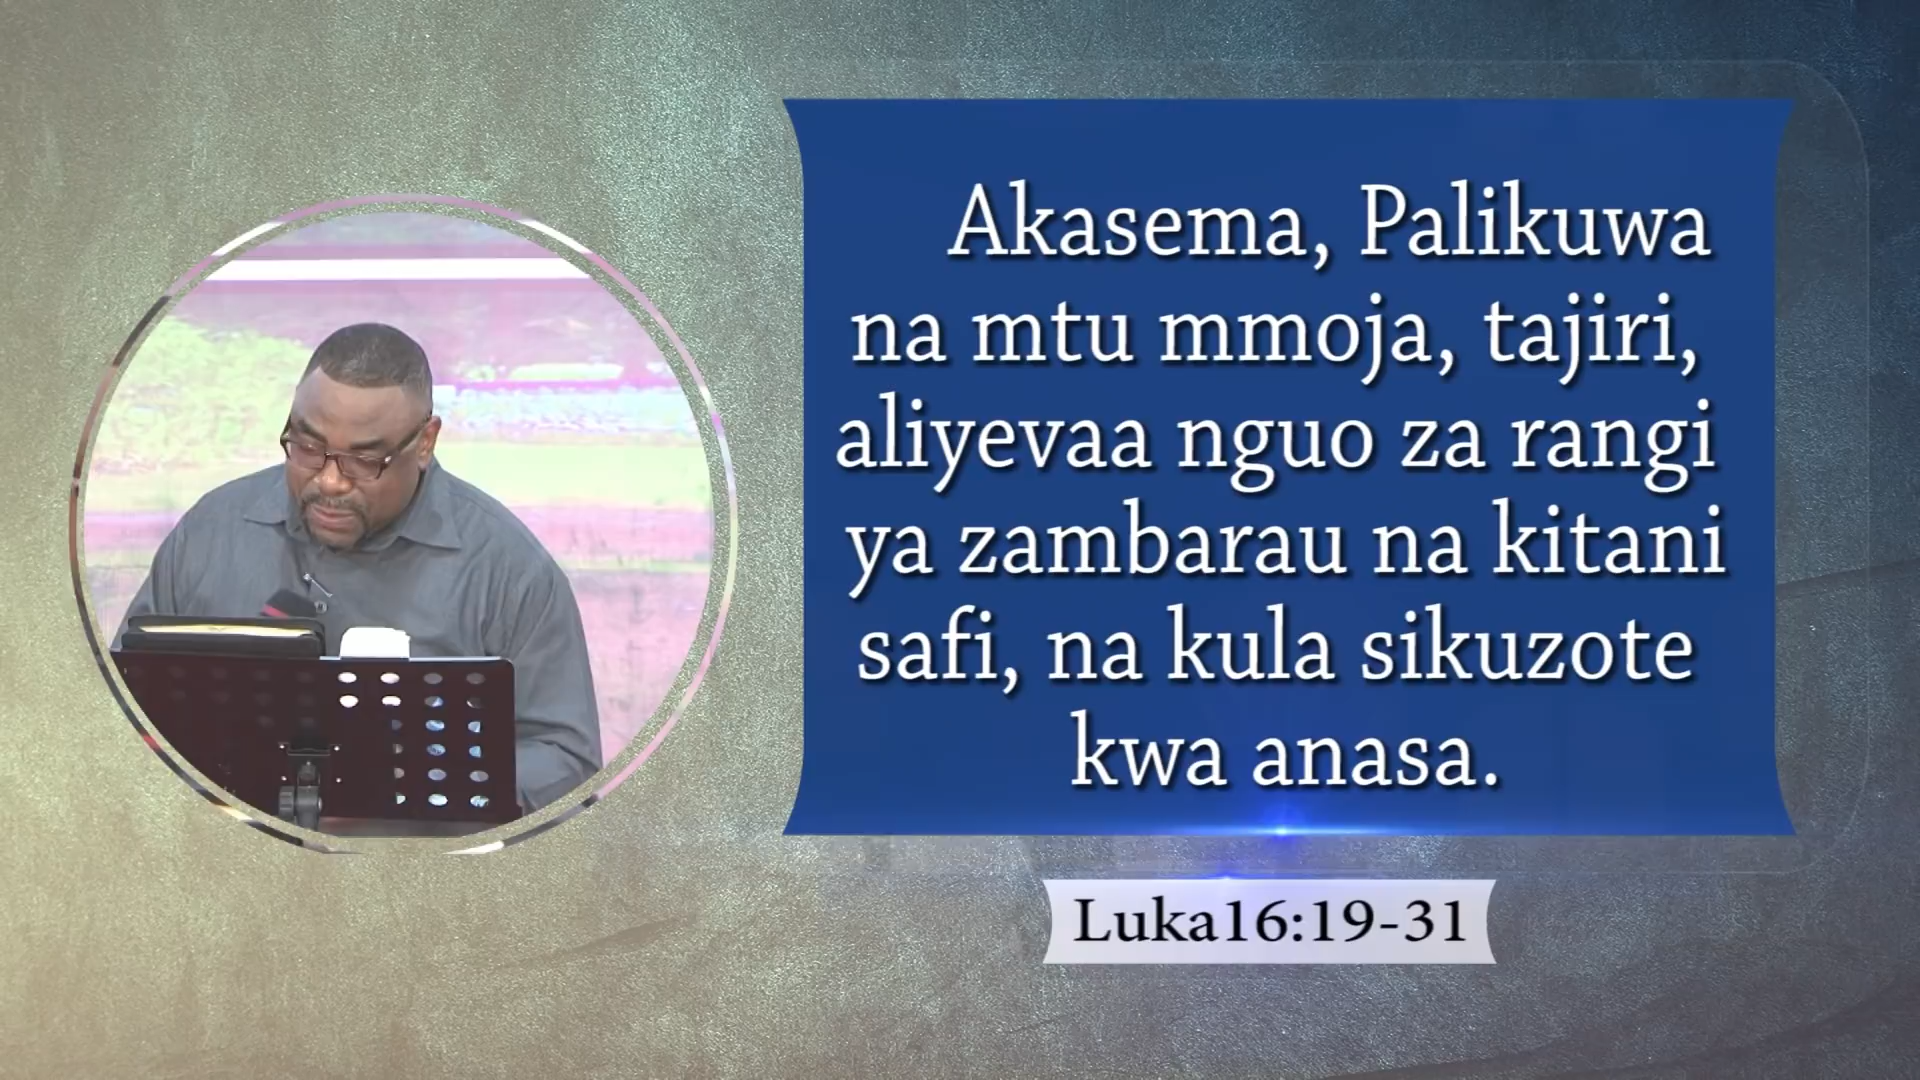 Akasema, Palikuwa
na mtu mmoja, tajiri,
aliyevaa nguo za rangi
ya zambarau na kitani
safi, na kula sikuzote
kwa anasa.
Luka16:19-31